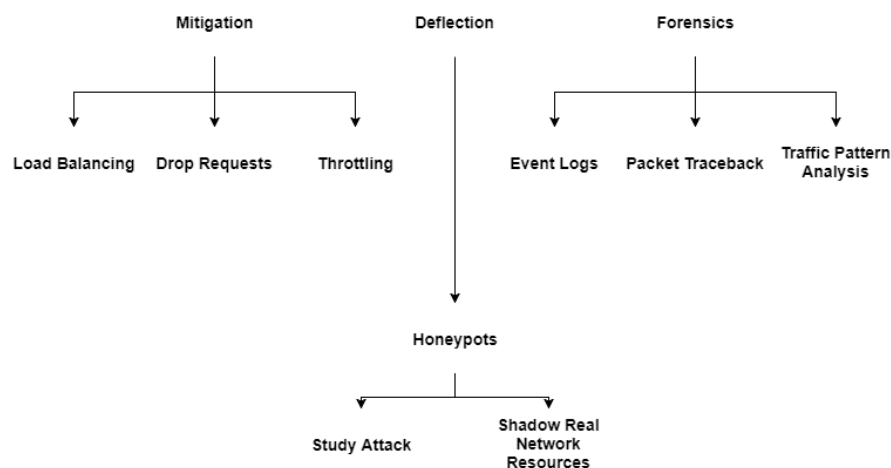 Mitigation
Deflection
Forensics
Load Balancing
Drop Requests
Throttling
Event Logs
Packet Traceback
Traffic Pattern
Analysis
Honeypots
Study Attack
Shadow Real
Network
Resources